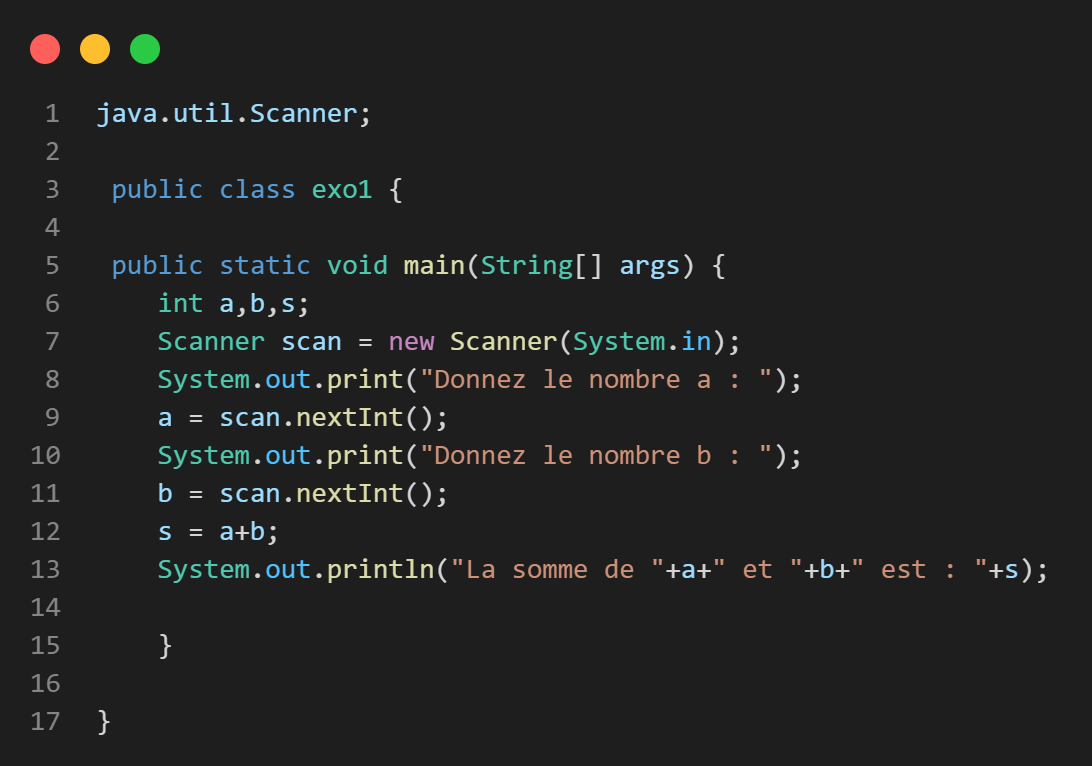 1 java.util.Scanner;
2
3 public class exo1 {
4
5 public static void main(String[] args) {
6 int a,b,s;
7 Scanner scan = new Scanner(System.in);
8 System.out.print("Donnez le nombre a : ");
9 a = scan.nextInt();
10 System.out.print("Donnez le nombre b : ");
11 b = scan.nextInt();
12 s = a+b;
13 System.out.println("La somme de "+a+" et "+b+" est : "+s);
14
15 }
16
17 }